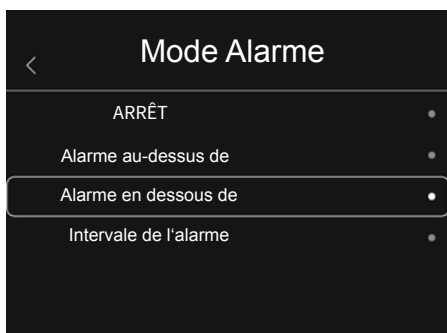 Mode Alarme
ARRÊT
Alarme au-dessus de
Alarme en dessous de
Intervale de l‘alarme